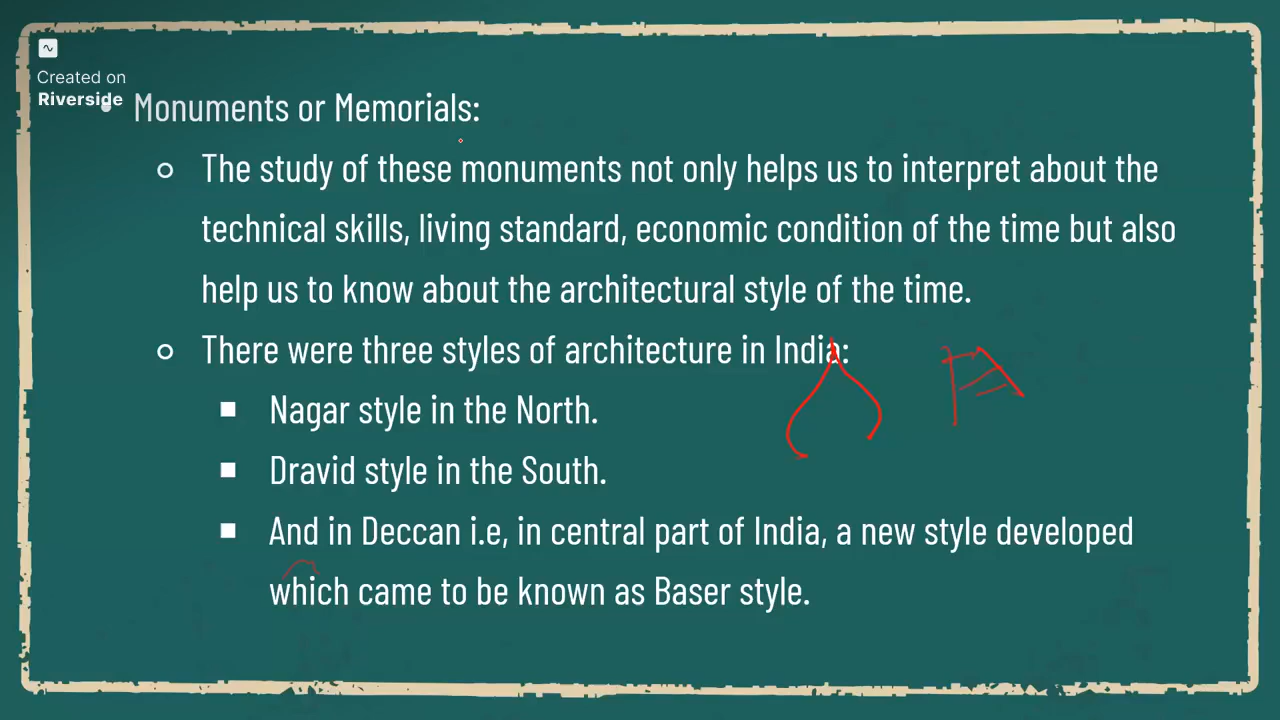 Created on
Riverside
Monuments or Memorials:
The study of these monuments not only helps us to interpret about the
technical skills, living standard, economic condition of the time but also
help us to know about the architectural style of the time.
There were three styles of architecture in India:
Nagar style in the North.
Dravid style in the South.
And in Deccan i.e, in central part of India, a new style developed
which came to be known as Baser style.